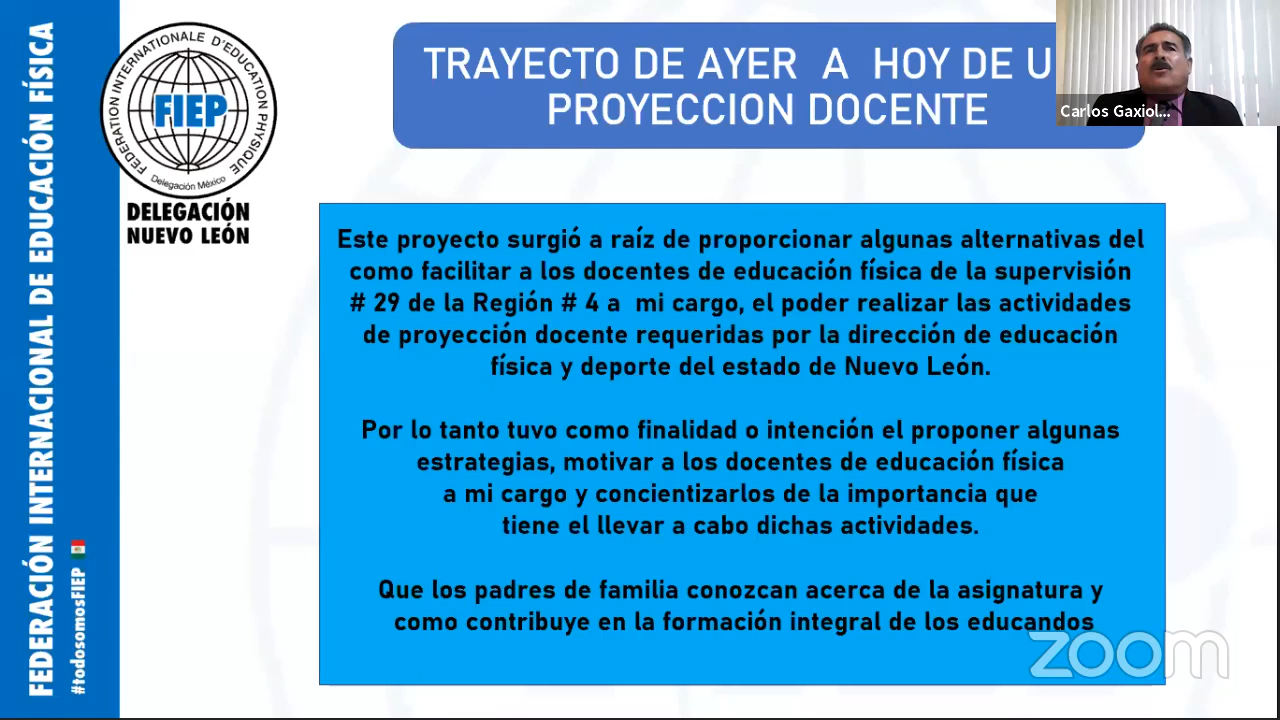 FEDERACIÓN INTERNACIONAL DE EDUCACIÓN FÍSICA
#todosomosFIEP
FEDERATION INTERNATIONALE D'EDUCATION PHYSIQUE
FIEP
Delegación México
DELEGACIÓN
NUEVO LEÓN
TRAYECTO DE AYER A HOY DE U
PROYECCION DOCENTE
Carlos Gaxiol...
Este proyecto surgió a raíz de proporcionar algunas alternativas del
como facilitar a los docentes de educación física de la supervisión
# 29 de la Región # 4 a mi cargo, el poder realizar las actividades
de proyección docente requeridas por la dirección de educación
física y deporte del estado de Nuevo León.
Por lo tanto tuvo como finalidad o intención el proponer algunas
estrategias, motivar a los docentes de educación física
a mi cargo y concientizarlos de la importancia que
tiene el llevar a cabo dichas actividades.
Que los padres de familia conozcan acerca de la asignatura y
como contribuye en la formación integral de los educandos
zoom